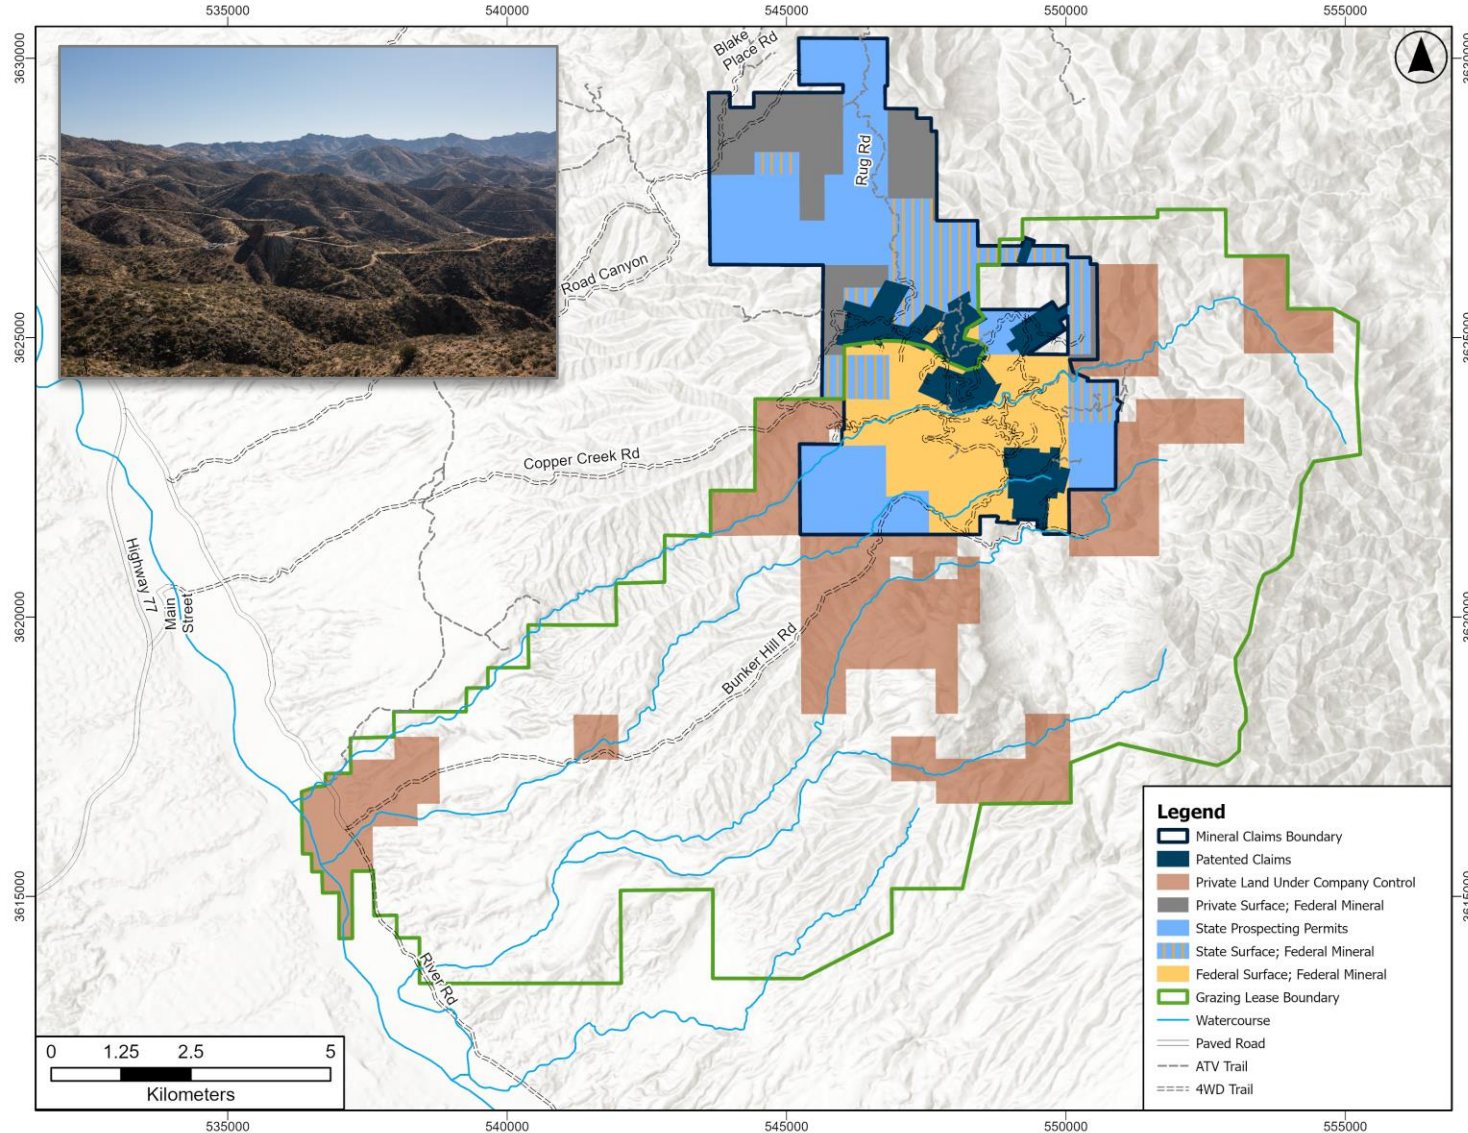 535000
540000
545000
550000
555000
3630000
3630000
Blake
Place Rd
Rug Rd
Road Canyon
3625000
3625000
Copper Creek Rd
Highway 77
Main
Street
3620000
3620000
Bunker Hill Rd
3615000
3615000
River Rd
Legend
Mineral Claims Boundary
Patented Claims
Private Land Under Company Control
Private Surface; Federal Mineral
State Prospecting Permits
State Surface; Federal Mineral
Federal Surface; Federal Mineral
Grazing Lease Boundary
Watercourse
Paved Road
ATV Trail
4WD Trail
0 1.25 2.5 5
Kilometers
535000
540000
545000
550000
555000